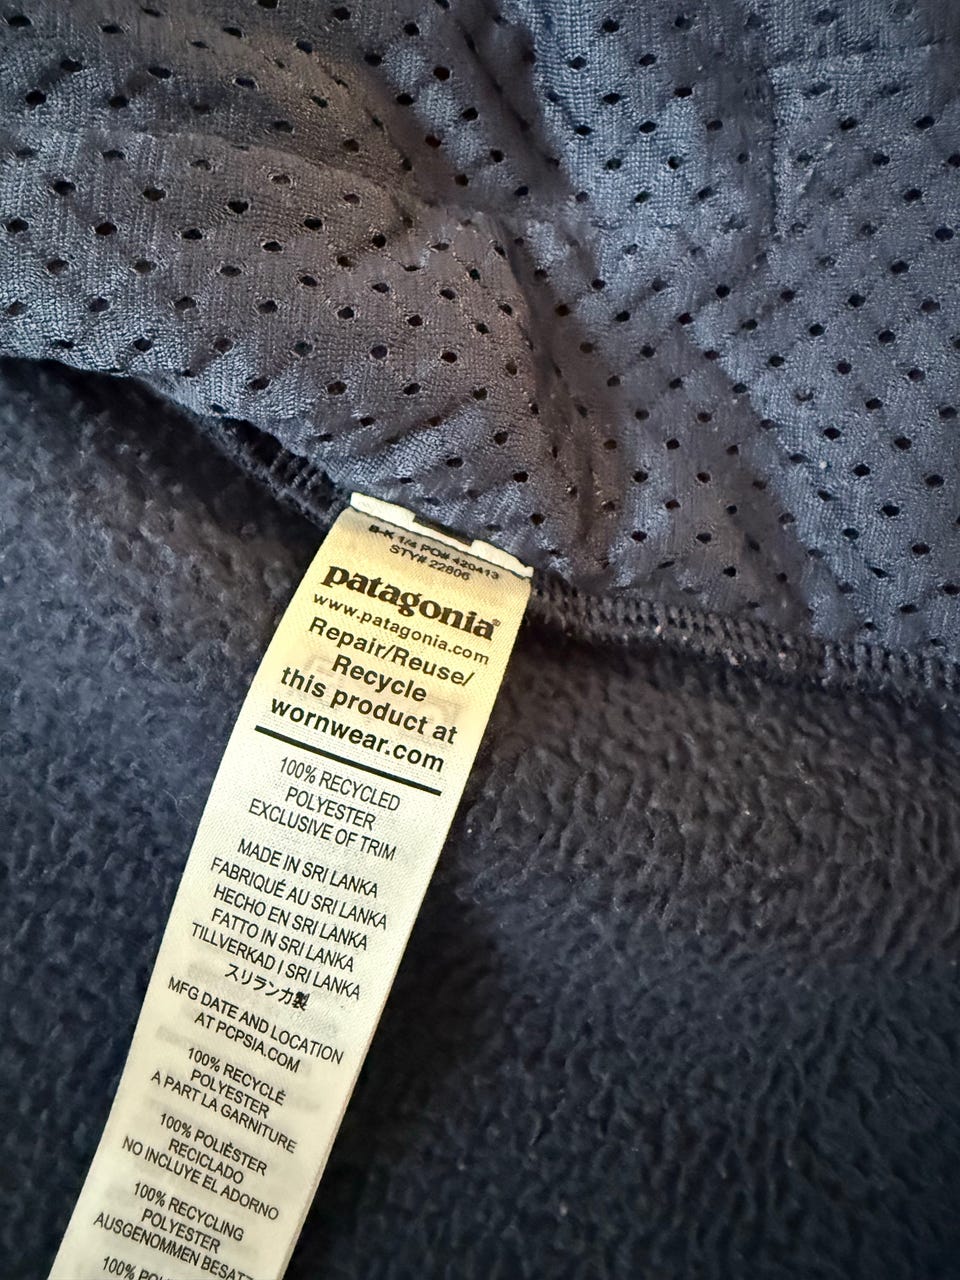 B-K 1/4 PO# 420413
STY# 22806
patagonia®
www.patagonia.com
Repair/Reuse/
Recycle
this product at
wornwear.com
100% RECYCLED
POLYESTER
EXCLUSIVE OF TRIM
MADE IN SRI LANKA
FABRIQUÉ AU SRI LANKA
HECHO EN SRI LANKA
FATTO IN SRI LANKA
TILLVERKAD I SRI LANKA
スリランカ製
MFG DATE AND LOCATION
AT PCPSIA.COM
100% RECYCLÉ
POLYESTER
A PART LA GARNITURE
100% POLIÉSTER
RECICLADO
NO INCLUYE EL ADORNO
100% RECYCLING
POLYESTER
AUSGENOMMEN
100%